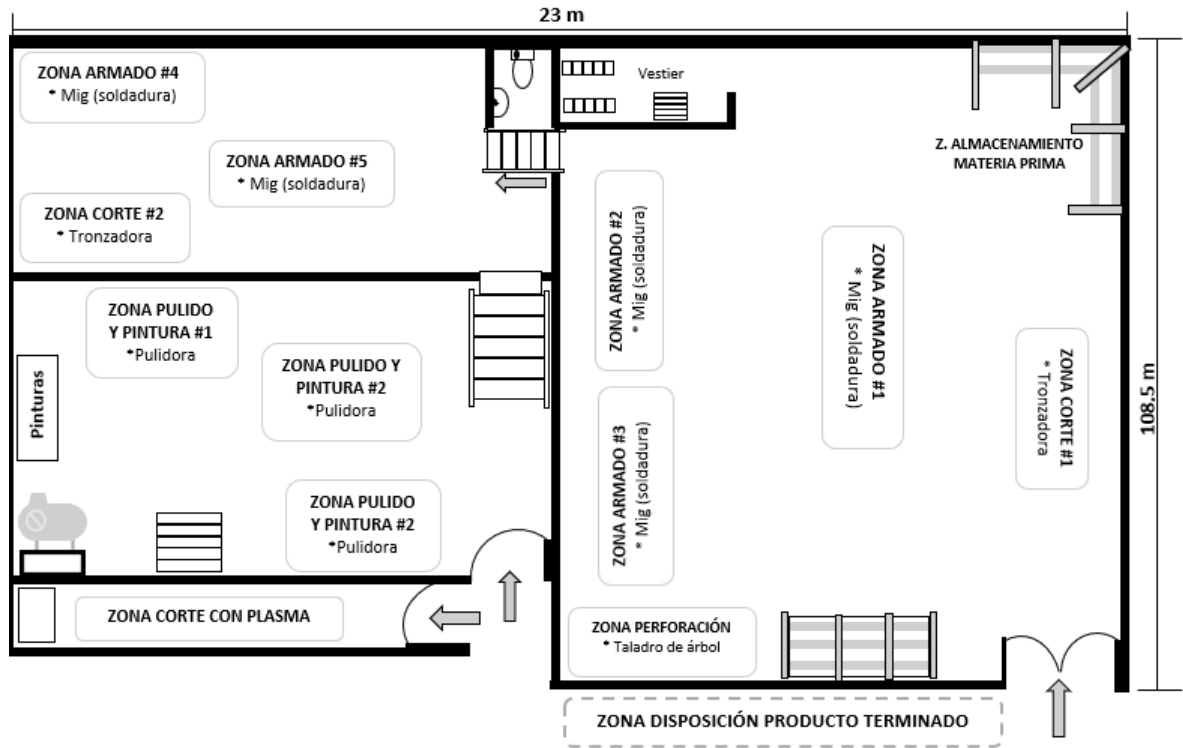 23 m
ZONA ARMADO #4
* Mig (soldadura)
ZONA ARMADO #5
* Mig (soldadura)
ZONA CORTE #2
* Tronzadora
Vestier
Z. ALMACENAMIENTO
MATERIA PRIMA
ZONA ARMADO #2
* Mig (soldadura)
ZONA ARMADO #1
* Mig (soldadura)
ZONA ARMADO #3
* Mig (soldadura)
ZONA CORTE #1
* Tronzadora
108.5 m
ZONA PULIDO
Y PINTURA #1
*Pulidora
ZONA PULIDO Y
PINTURA #2
*Pulidora
Pinturas
ZONA PULIDO
Y PINTURA #2
*Pulidora
ZONA CORTE CON PLASMA
ZONA PERFORACIÓN
* Taladro de árbol
ZONA DISPOSICIÓN PRODUCTO TERMINADO